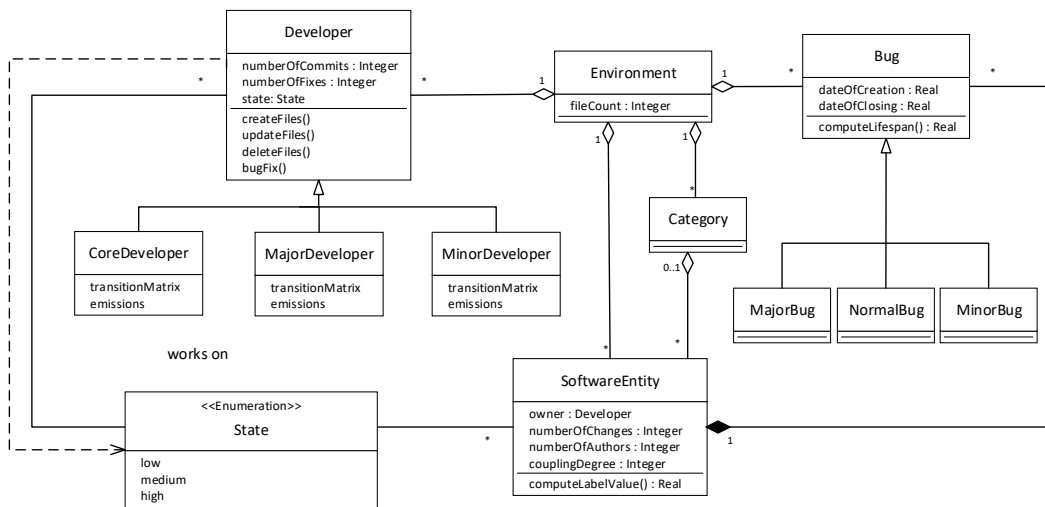 Developer
numberOfCommits : Integer
numberOfFixes : Integer
state: State
createFiles()
updateFiles()
deleteFiles()
bugFix()
*
*
1
Environment
fileCount : Integer
1
1
1
*
Bug
dateOfCreation : Real
dateOfClosing : Real
computeLifespan() : Real
*
*
Category
0..1
CoreDeveloper
transitionMatrix
emissions
MajorDeveloper
transitionMatrix
emissions
MinorDeveloper
transitionMatrix
emissions
MajorBug
NormalBug
MinorBug
works on
*
*
<<Enumeration>>
State
low
medium
high
*
SoftwareEntity
owner : Developer
numberOfChanges : Integer
numberOfAuthors : Integer
couplingDegree : Integer
computeLabelValue() : Real
1